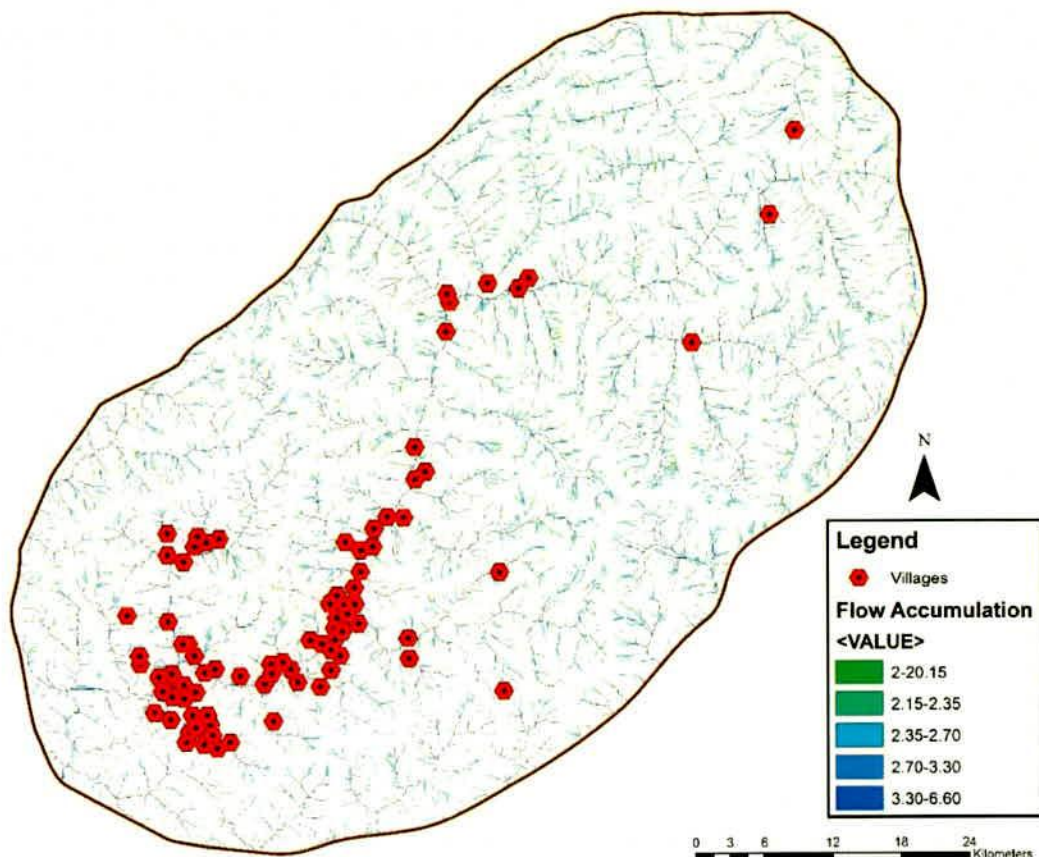 N
Legend
Villages
Flow Accumulation
<VALUE>
2-20.15
2.15-2.35
2.35-2.70
2.70-3.30
3.30-6.60
0 3 6 12 18 24
Kilometers